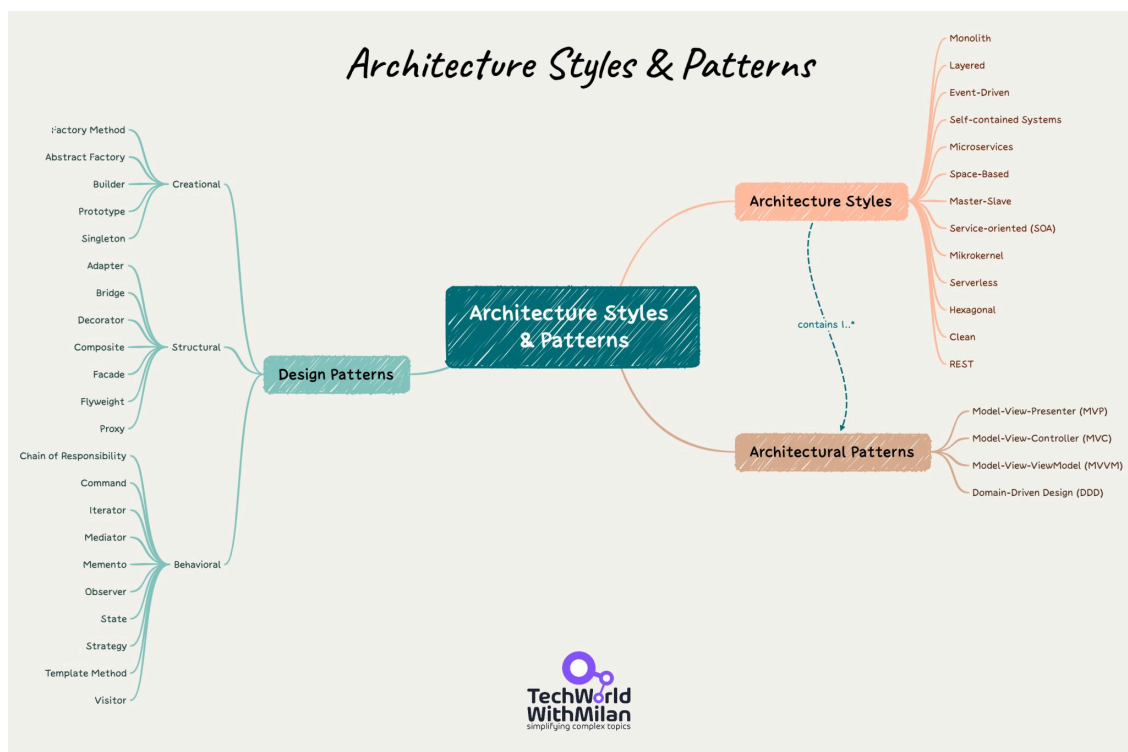 Architecture Styles & Patterns
Factory Method
Abstract Factory
Builder
Prototype
Singleton
Creational
Adapter
Bridge
Decorator
Composite
Facade
Flyweight
Proxy
Structural
Chain of Responsibility
Command
Iterator
Mediator
Memento
Observer
State
Strategy
Template Method
Visitor
Behavioral
Design Patterns
Architecture Styles
& Patterns
Architecture Styles
Monolith
Layered
Event-Driven
Self-contained Systems
Microservices
Space-Based
Master-Slave
Service-oriented (SOA)
Mikrokernel
Serverless
Hexagonal
Clean
REST
contains 1..*
Architectural Patterns
Model-View-Presenter (MVP)
Model-View-Controller (MVC)
Model-View-ViewModel (MVVM)
Domain-Driven Design (DDD)
TechWorld
WithMilan
simplifying complex topics